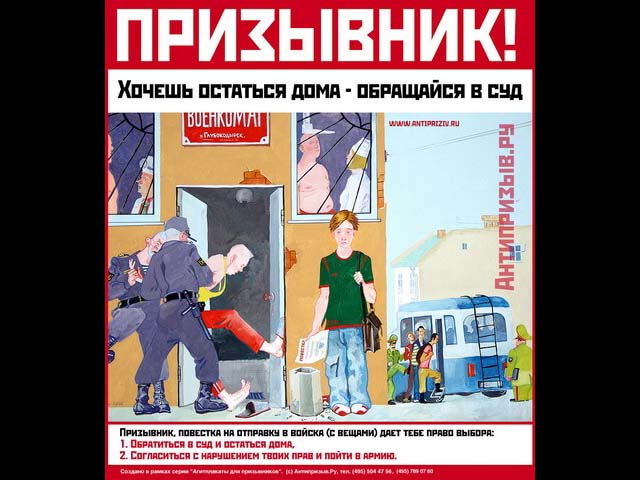 ПРИЗЫВНИК!
Хочешь остаться дома - обращайся в суд
ВОЕНКОМАТ
г. Глубокодырск.
WWW.ANTIPRIZIV.RU
Антипризыв.ру
ПОВЕСТКА
Призывник, повестка на отправку в войска (с вещами) дает тебе право выбора:
1. Обратиться в суд и остаться дома,
2. Согласиться с нарушением твоих прав и пойти в армию.
Создано в рамках серии "Агитплакаты для призывников". (с) Антипризыв.Ру, тел. (495) 504 47 56, (495) 789 07 80